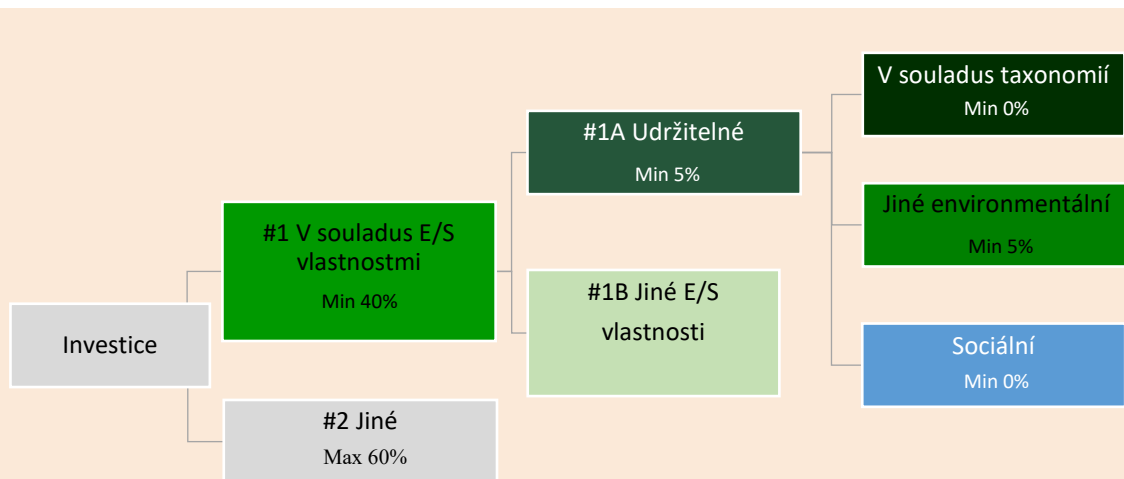 Investice
#1 V souladus E/S
vlastnostmi
Min 40%
#2 Jiné
Max 60%
#1A Udržitelné
Min 5%
#1B Jiné E/S
vlastnosti
V souladus taxonomií
Min 0%
Jiné environmentální
Min 5%
Sociální
Min 0%